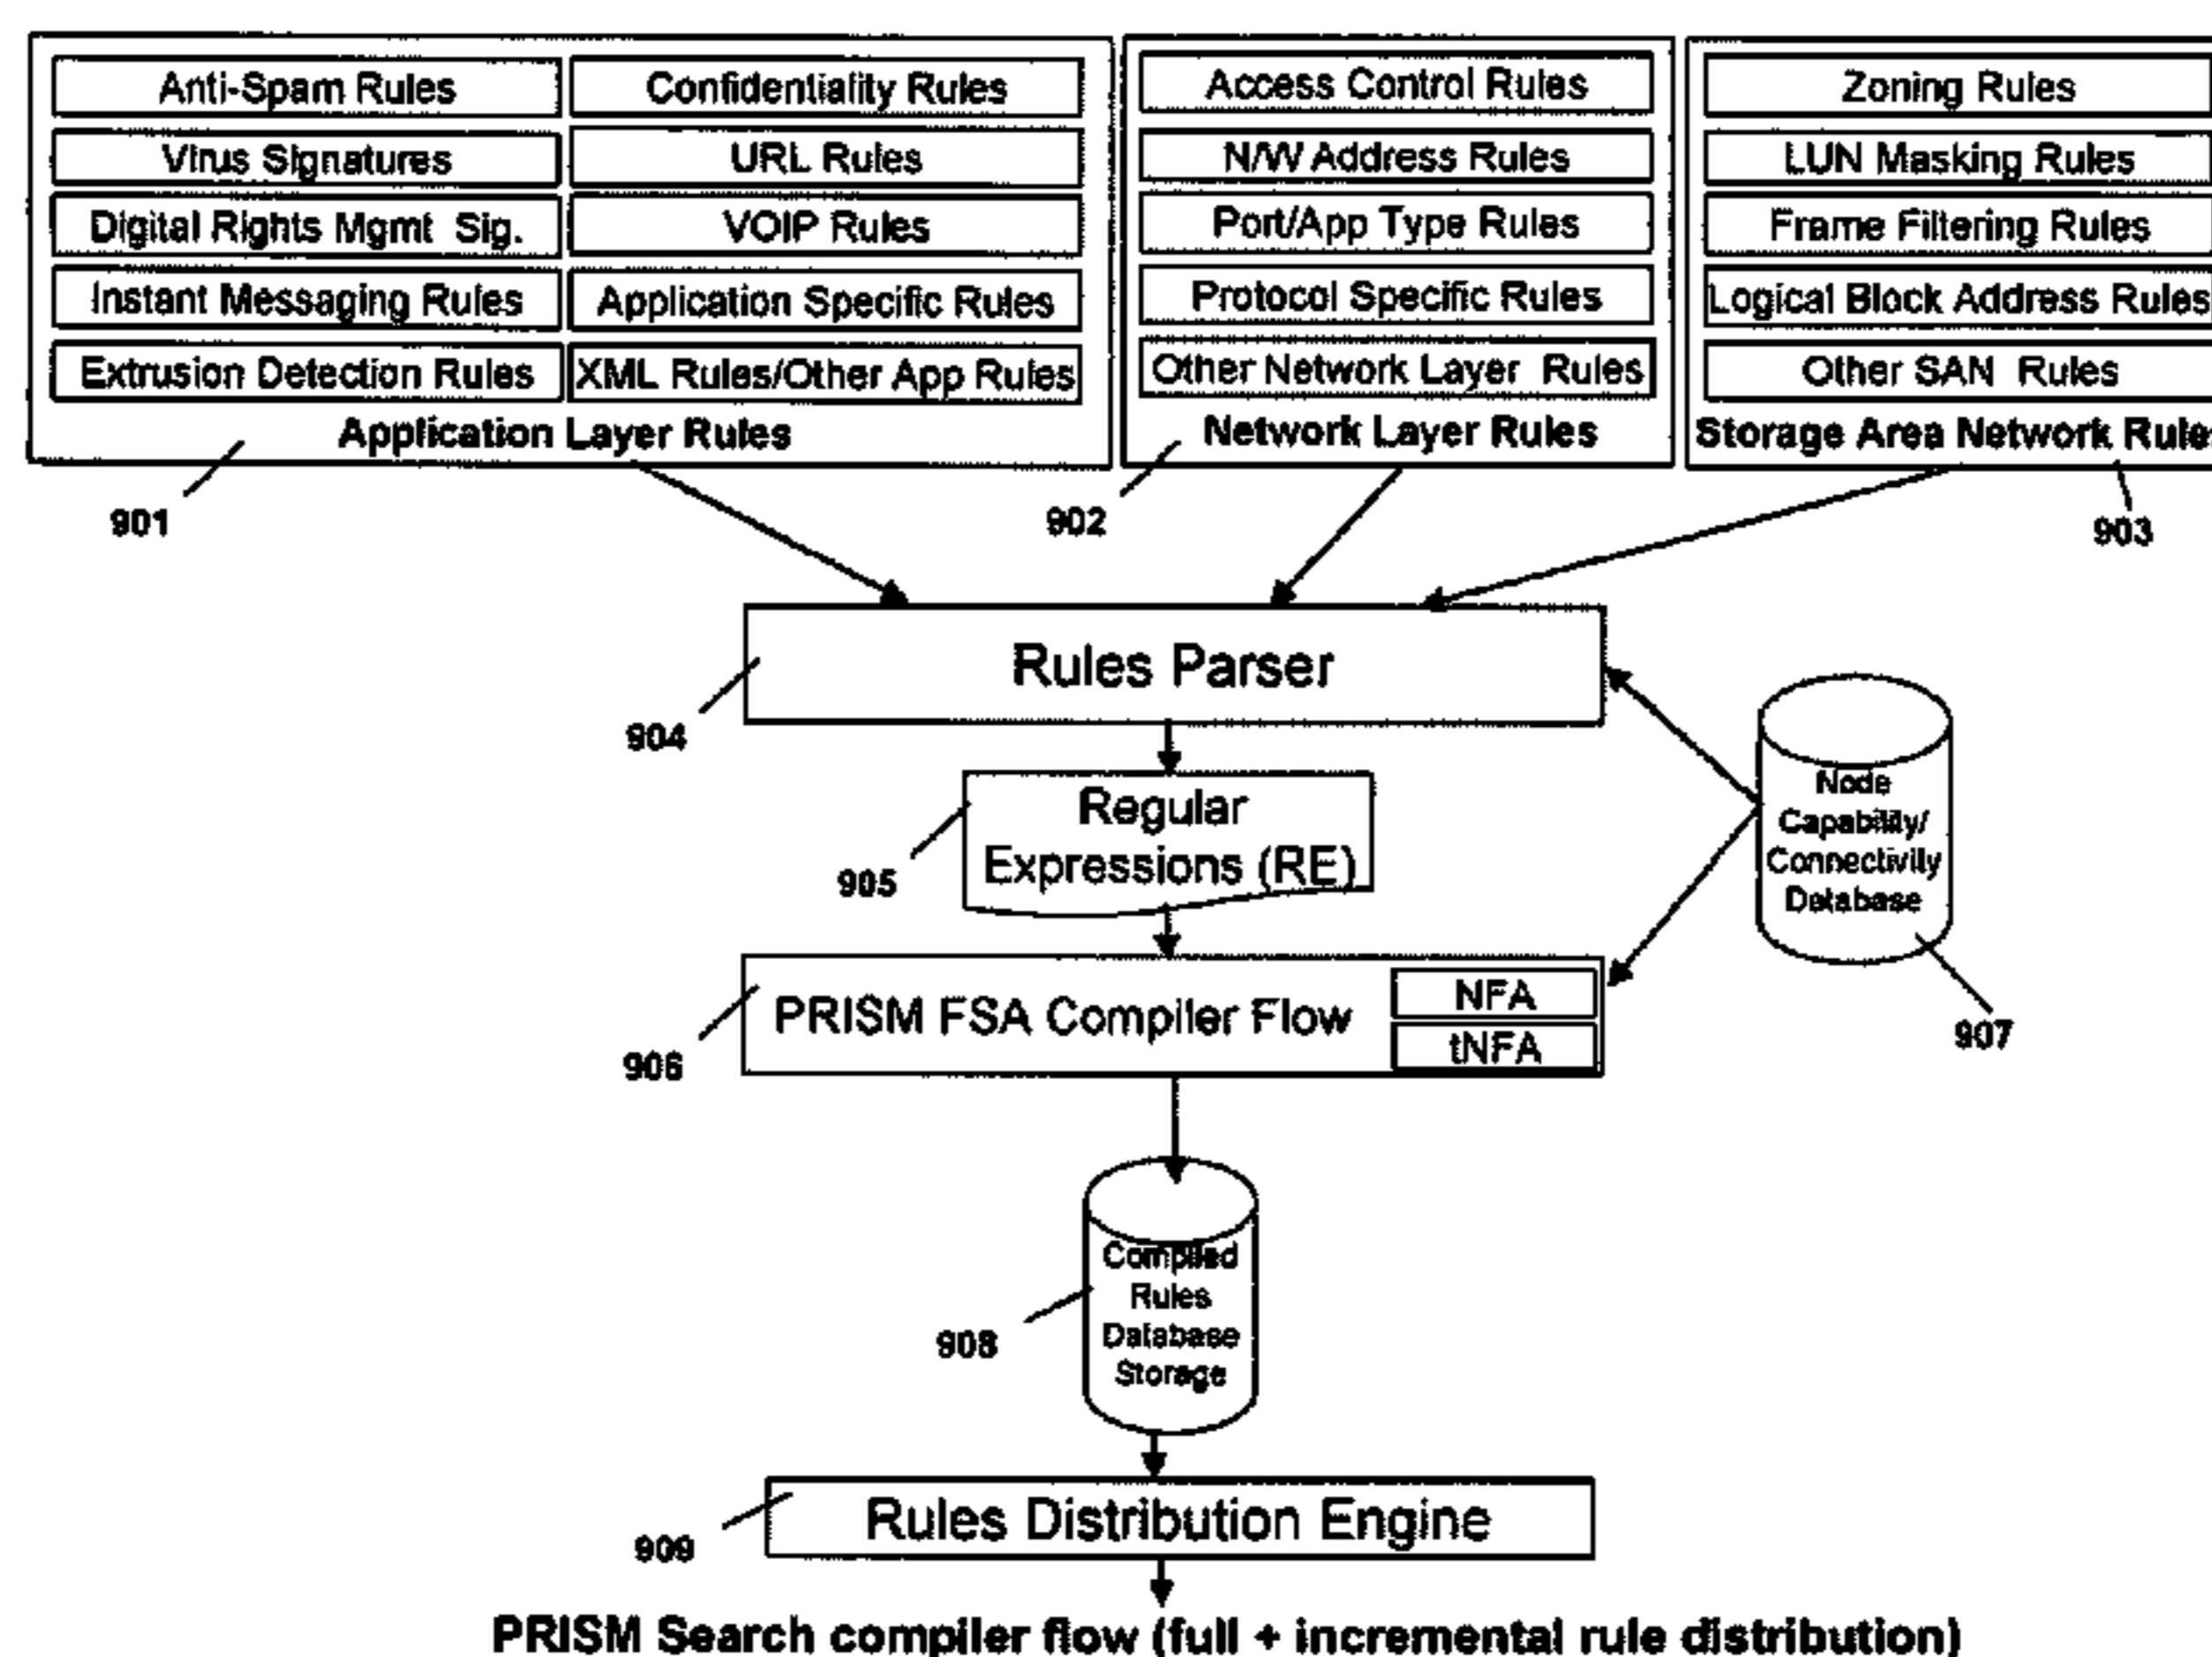 Anti-Spam Rules
Confidentiality Rules
Virus Signatures
URL Rules
Digital Rights Mgmt Sig.
VOIP Rules
Instant Messaging Rules
Application Specific Rules
Extrusion Detection Rules
XML Rules/Other App Rules
Application Layer Rules
901
Access Control Rules
N/W Address Rules
Port/App Type Rules
Protocol Specific Rules
Other Network Layer Rules
Network Layer Rules
902
Zoning Rules
LUN Masking Rules
Frame Filtering Rules
Logical Block Address Rules
Other SAN Rules
Storage Area Network Rules
903
Rules Parser
904
Regular
Expressions (RE)
905
Node
Capability/
Connectivity
Database
907
PRISM FSA Compiler Flow
NFA
tNFA
906
Compiled
Rules
Database
Storage
908
Rules Distribution Engine
909
PRISM Search compiler flow (full + incremental rule distribution)